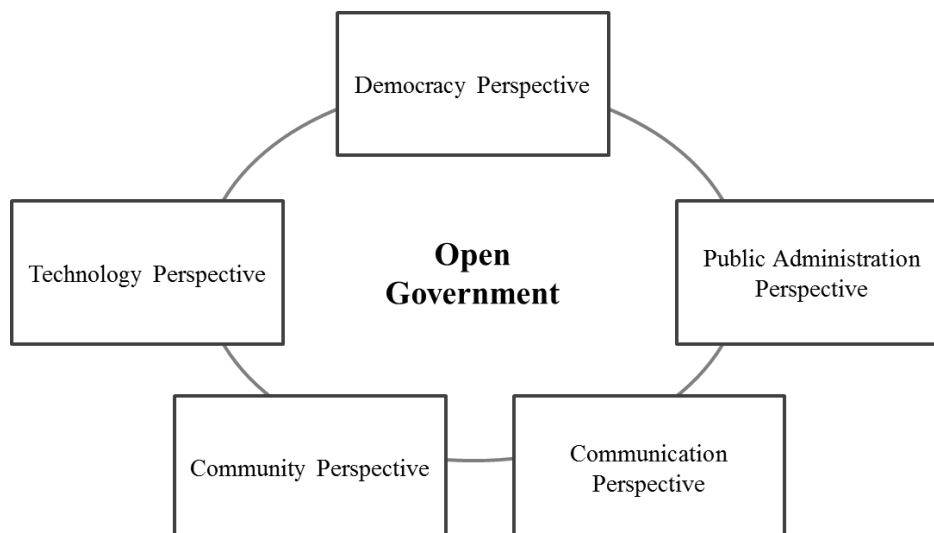 Democracy Perspective
Technology Perspective
Open
Government
Public Administration
Perspective
Community Perspective
Communication
Perspective